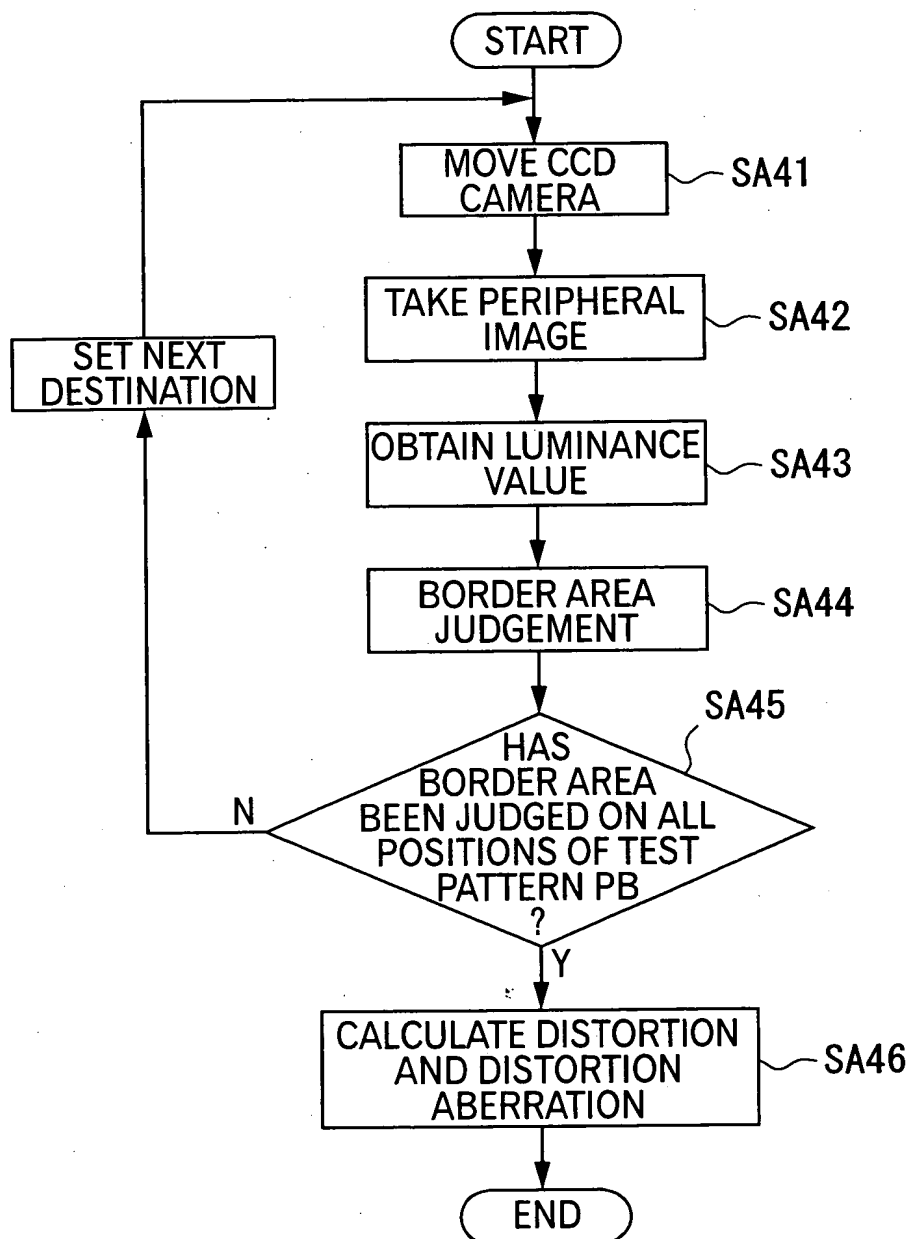 START
MOVE CCD
CAMERA
SA41
TAKE PERIPHERAL
IMAGE
SA42
SET NEXT
DESTINATION
OBTAIN LUMINANCE
VALUE
SA43
BORDER AREA
JUDGEMENT
SA44
SA45
HAS
BORDER AREA
BEEN JUDGED ON ALL
POSITIONS OF TEST
PATTERN PB
?
N
Y
CALCULATE DISTORTION
AND DISTORTION
ABERRATION
SA46
END